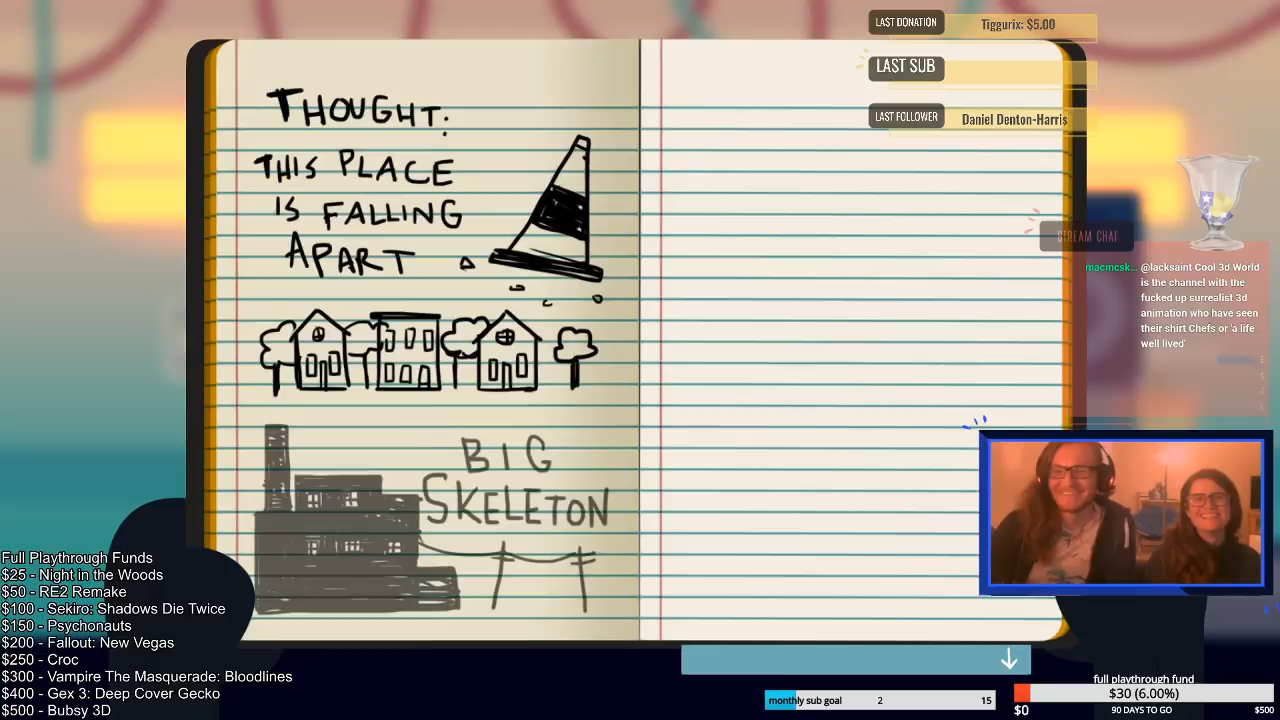 LAST DONATION
Tiggurix: $5.00
LAST SUB
LAST FOLLOWER
Daniel Denton-Harris
THOUGHT:
THIS PLACE
IS FALLING
APART
BIG
SKELETON
STREAM CHAT
macmcsk... @lacksaint Cool 3d World
is the channel with the
fucked up surrealist 3d
animation who have seen
their shirt Chefs or 'a life
well lived'
Full Playthrough Funds
$25 - Night in the Woods
$50 - RE2 Remake
$100 - Sekiro: Shadows Die Twice
$150 - Psychonauts
$200 - Fallout: New Vegas
$250 - Croc
$300 - Vampire The Masquerade: Bloodlines
$400 - Gex 3: Deep Cover Gecko
$500 - Bubsy 3D
monthly sub goal 2 15
full playthrough fund
$30 (6.00%)
$0 90 DAYS TO GO $500